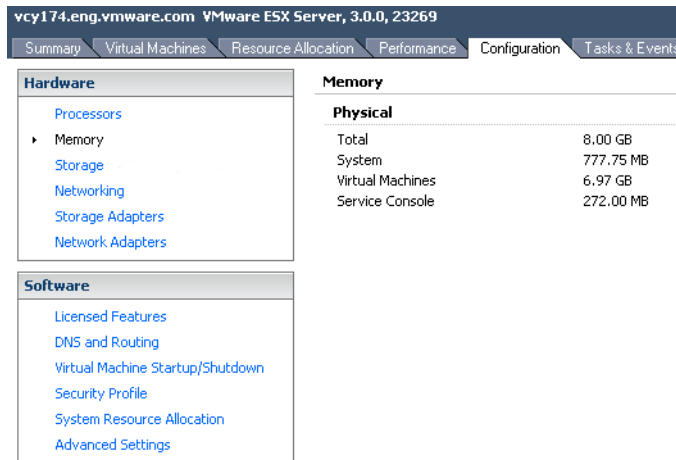 vcy174.eng.vmware.com VMware ESX Server, 3.0.0, 23269
Summary Virtual Machines Resource Allocation Performance Configuration Tasks & Events
Hardware
Processors
Memory
Storage
Networking
Storage Adapters
Network Adapters
Software
Licensed Features
DNS and Routing
Virtual Machine Startup/Shutdown
Security Profile
System Resource Allocation
Advanced Settings
Memory
Physical
Total 8.00 GB
System 777.75 MB
Virtual Machines 6.97 GB
Service Console 272.00 MB